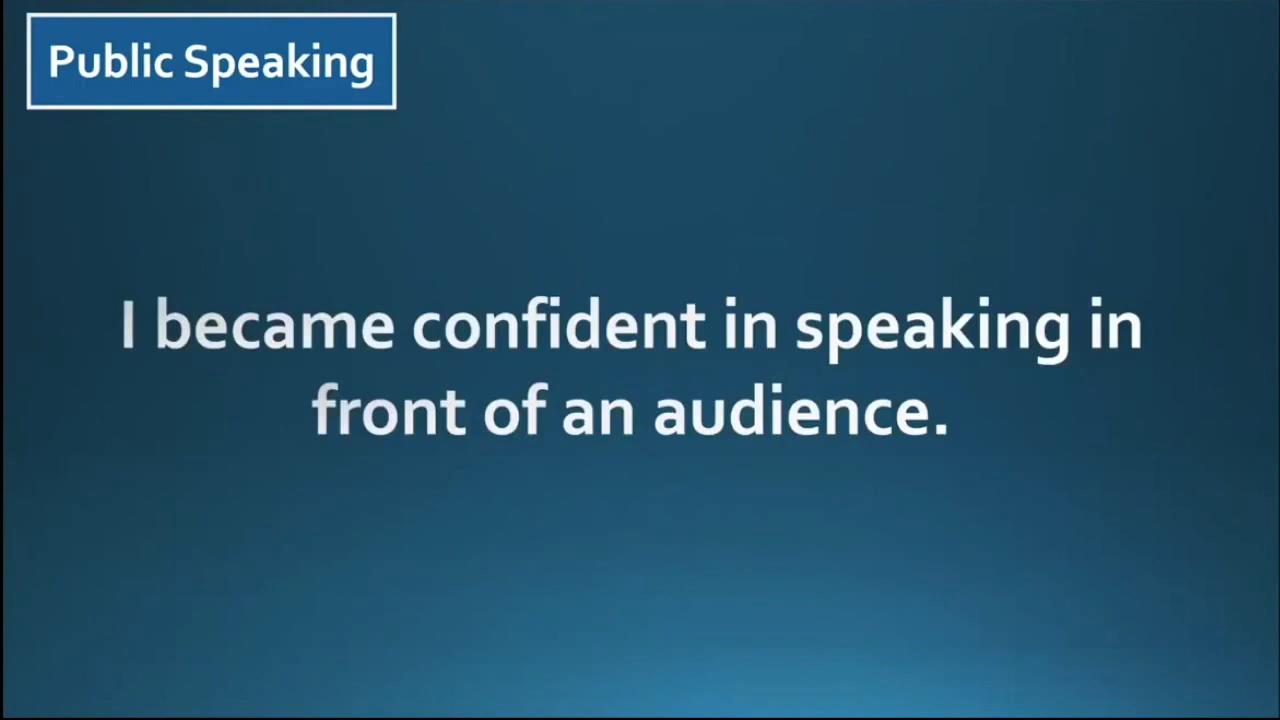 Public Speaking
I became confident in speaking in
front of an audience.